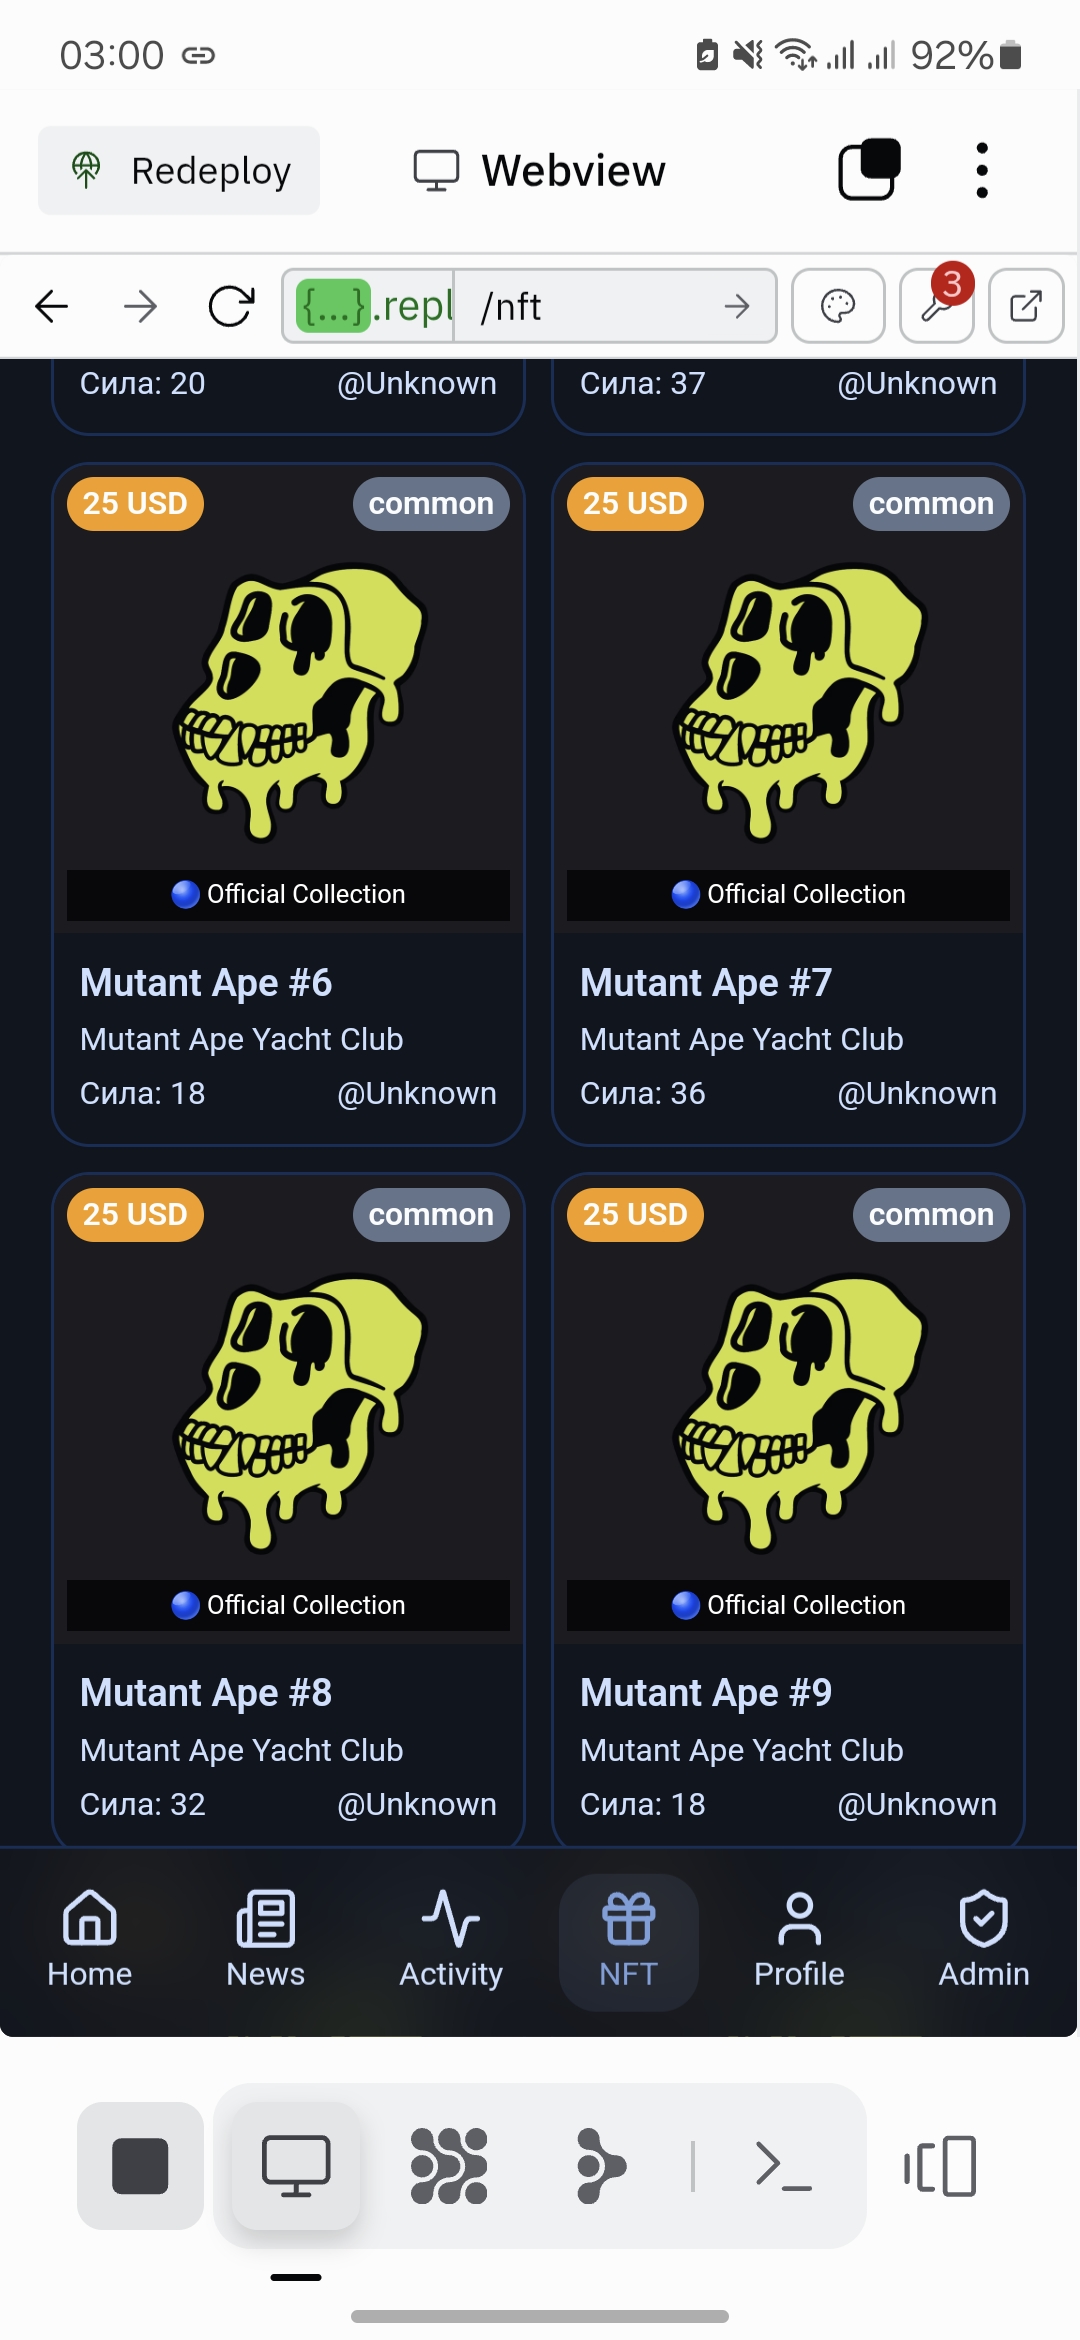 03:00 92%
Redeploy Webview
{...}.repl /nft 3
Сила: 20 @Unknown Сила: 37 @Unknown
25 USD common 25 USD common
Official Collection Official Collection
Mutant Ape #6 Mutant Ape #7
Mutant Ape Yacht Club Mutant Ape Yacht Club
Сила: 18 @Unknown Сила: 36 @Unknown
25 USD common 25 USD common
Official Collection Official Collection
Mutant Ape #8 Mutant Ape #9
Mutant Ape Yacht Club Mutant Ape Yacht Club
Сила: 32 @Unknown Сила: 18 @Unknown
Home News Activity NFT Profile Admin